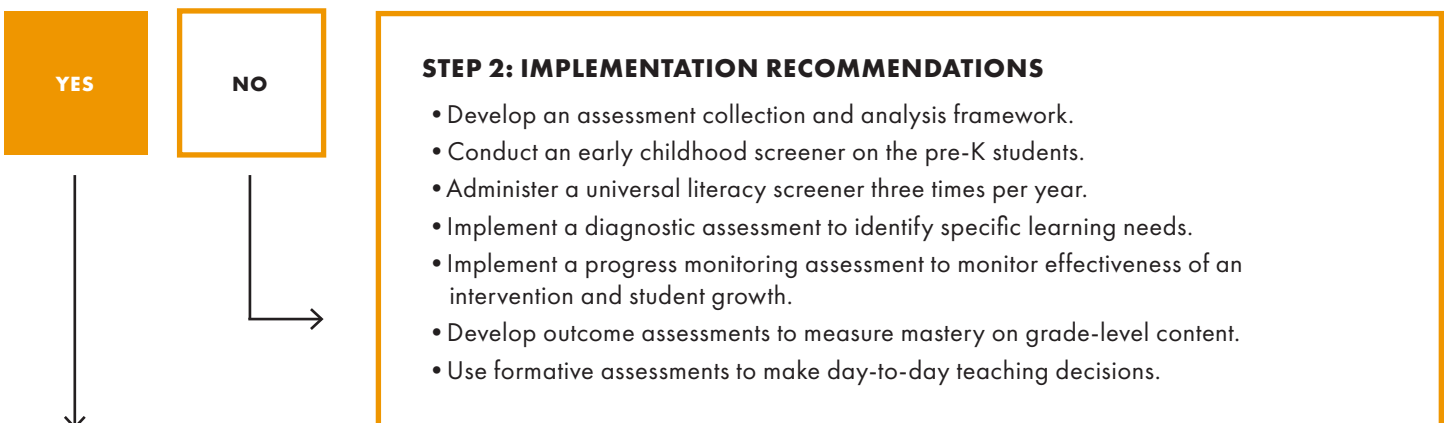 YES
NO
STEP 2: IMPLEMENTATION RECOMMENDATIONS
• Develop an assessment collection and analysis framework.
• Conduct an early childhood screener on the pre-K students.
• Administer a universal literacy screener three times per year.
• Implement a diagnostic assessment to identify specific learning needs.
• Implement a progress monitoring assessment to monitor effectiveness of an
intervention and student growth.
• Develop outcome assessments to measure mastery on grade-level content.
• Use formative assessments to make day-to-day teaching decisions.